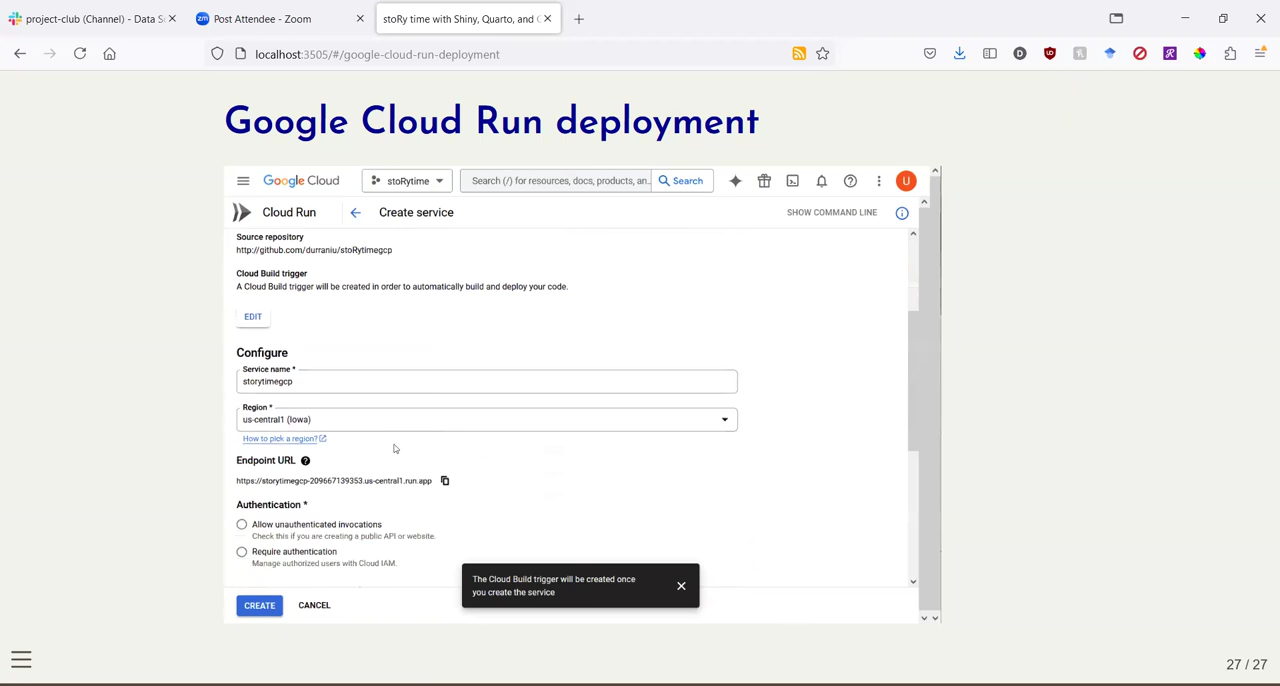 project-club (Channel) - Data S
Post Attendee - Zoom
stoRy time with Shiny, Quarto, and
localhost:3505/#/google-cloud-run-deployment
Google Cloud Run deployment
Google Cloud
stoRytime
Search (/) for resources, docs, products, an...
Search
U
Cloud Run
Create service
SHOW COMMAND LINE
Source repository
http://github.com/durraniu/stoRytimegcp
Cloud Build trigger
A Cloud Build trigger will be created in order to automatically build and deploy your code.
EDIT
Configure
Service name *
storytimegcp
Region *
us-central1 (Iowa)
How to pick a region?
Endpoint URL
https://storytimegcp-209667139353.us-central1.run.app
Authentication *
Allow unauthenticated invocations
Check this if you are creating a public API or website.
Require authentication
Manage authorized users with Cloud IAM.
The Cloud Build trigger will be created once
you create the service
CREATE
CANCEL
27 / 27